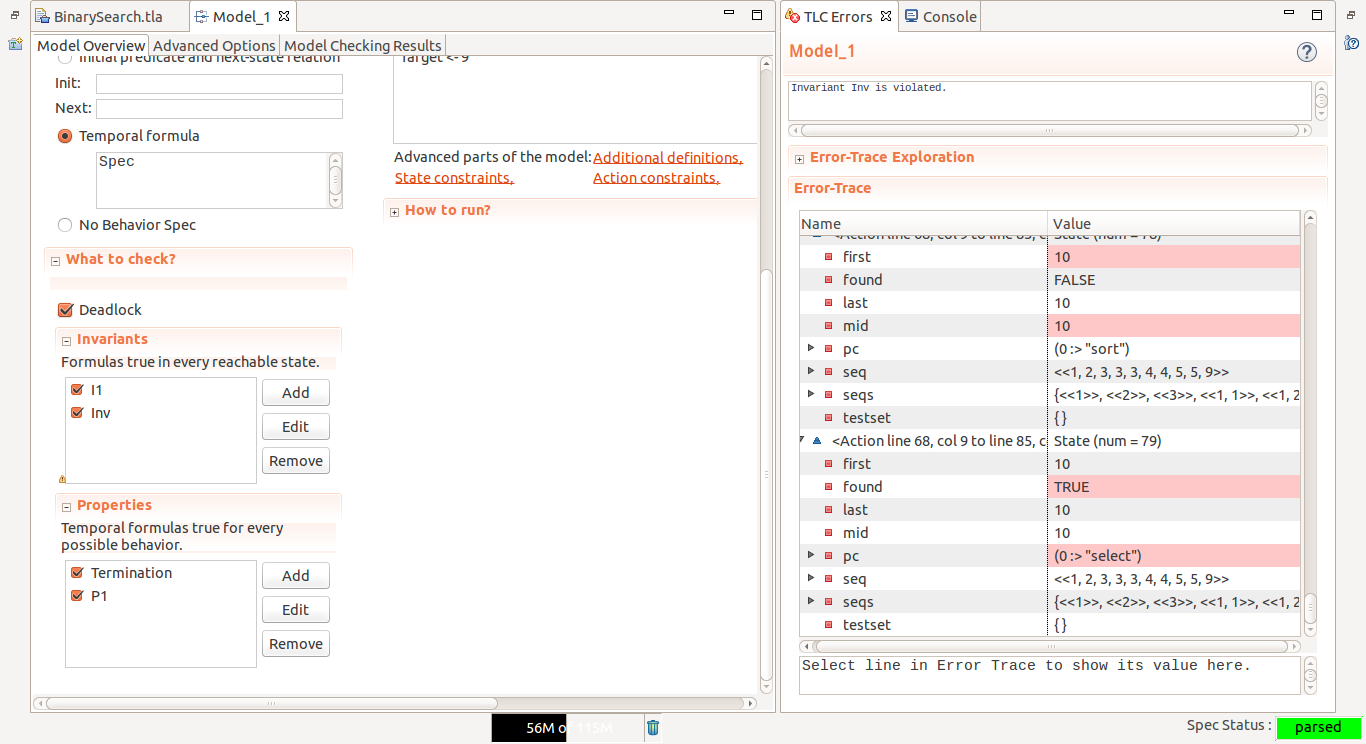 BinarySearch.tla
Model_1
TLC Errors
Console
Model Overview
Advanced Options
Model Checking Results
Initial predicate and next-state relation
Init:
Next:
Temporal formula
Spec
No Behavior Spec
What to check?
Deadlock
Invariants
Formulas true in every reachable state.
I1
Inv
Add
Edit
Remove
Properties
Temporal formulas true for every
possible behavior.
Termination
P1
Add
Edit
Remove
Target <- 9
Advanced parts of the model: Additional definitions,
State constraints, Action constraints,
How to run?
Model_1
Invariant Inv is violated.
Error-Trace Exploration
Error-Trace
Name Value
<Action line 68, col 9 to line 85, c State (num = 78)
first 10
found FALSE
last 10
mid 10
pc (0 :> "sort")
seq <<1, 2, 3, 3, 3, 4, 4, 5, 5, 9>>
seqs {<<1>>, <<2>>, <<3>>, <<1, 1>>, <<1, 2
testset {}
<Action line 68, col 9 to line 85, c State (num = 79)
first 10
found TRUE
last 10
mid 10
pc (0 :> "select")
seq <<1, 2, 3, 3, 3, 4, 4, 5, 5, 9>>
seqs {<<1>>, <<2>>, <<3>>, <<1, 1>>, <<1, 2
testset {}
Select line in Error Trace to show its value here.
56M of 115M
Spec Status : parsed